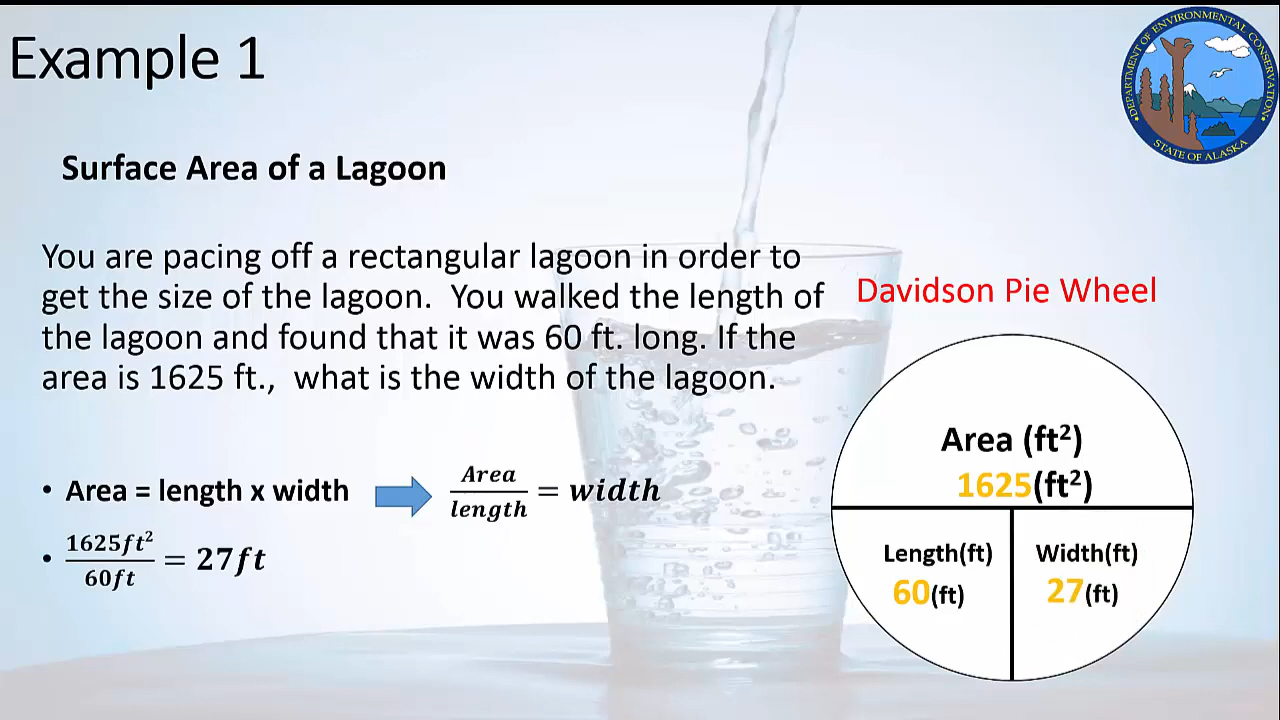 Example 1
DEPARTMENT OF ENVIRONMENTAL CONSERVATION
STATE OF ALASKA
Surface Area of a Lagoon
You are pacing off a rectangular lagoon in order to
get the size of the lagoon.  You walked the length of
the lagoon and found that it was 60 ft. long. If the
area is 1625 ft.,  what is the width of the lagoon.
• Area = length x width
Area/length = width
• 1625ft²/60ft = 27ft
Davidson Pie Wheel
Area (ft²)
1625(ft²)
Length(ft)
60(ft)
Width(ft)
27(ft)